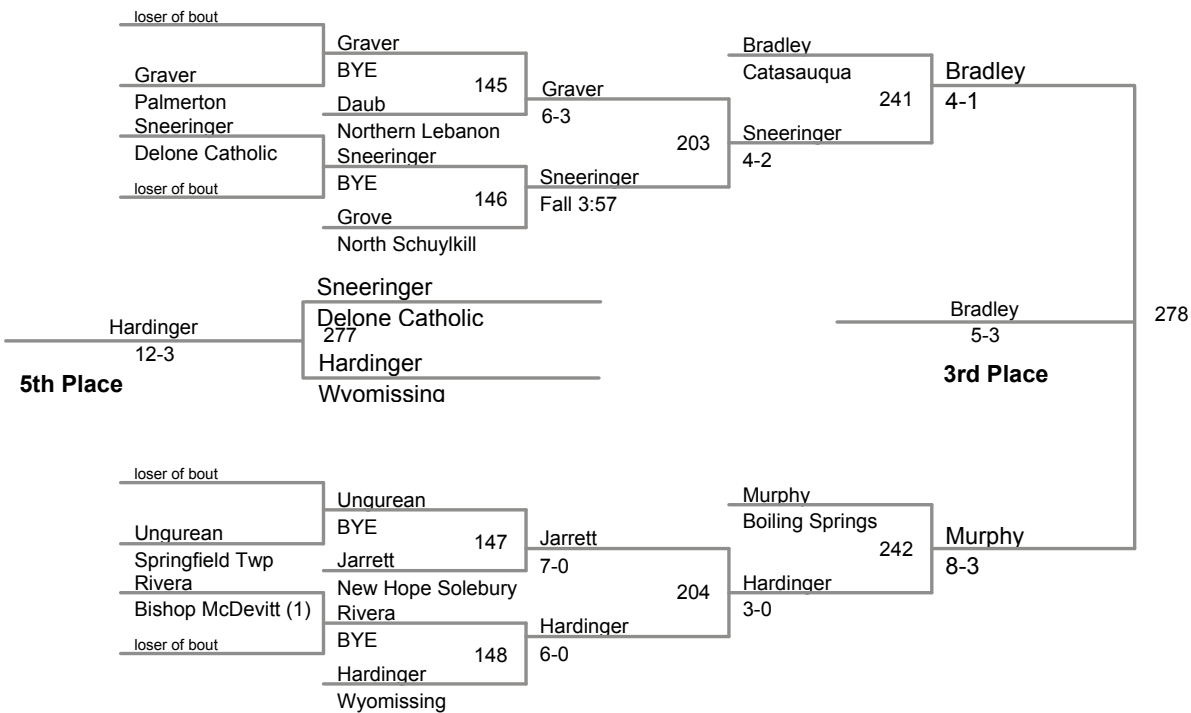 loser of bout
Graver
Palmerton
Sneeringer
Delone Catholic
loser of bout
Graver
BYE
145
Daub
Northern Lebanon
Sneeringer
BYE
146
Grove
North Schuylkill
Graver
6-3
203
Sneeringer
Fall 3:57
Bradley
Catasauqua
241
Sneeringer
4-2
Bradley
4-1
278
Sneeringer
Delone Catholic
277
Hardinger
Wyomissing
Hardinger
12-3
5th Place
Bradley
5-3
3rd Place
loser of bout
Ungurean
Springfield Twp
Rivera
Bishop McDevitt (1)
loser of bout
Ungurean
BYE
147
Jarrett
New Hope Solebury
Rivera
BYE
148
Hardinger
Wyomissing
Jarrett
7-0
204
Hardinger
6-0
Murphy
Boiling Springs
242
Hardinger
3-0
Murphy
8-3